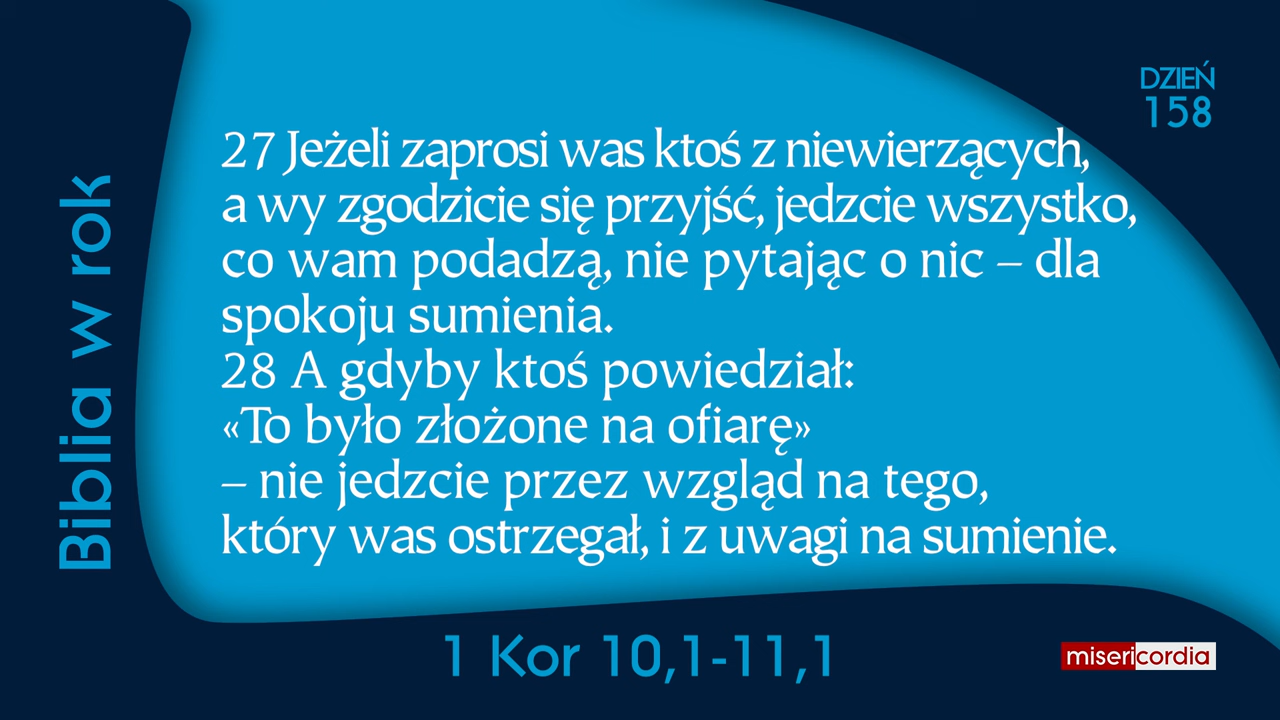 DZIEŃ
158
27 Jeżeli zaprosi was ktoś z niewierzących,
a wy zgodzicie się przyjść, jedzcie wszystko,
co wam podadzą, nie pytając o nic – dla
spokoju sumienia.
28 A gdyby ktoś powiedział:
«To było złożone na ofiarę»
– nie jedzcie przez wzgląd na tego,
który was ostrzegał, i z uwagi na sumienie.
Biblia w rok
1 Kor 10,1-11,1
misericordia